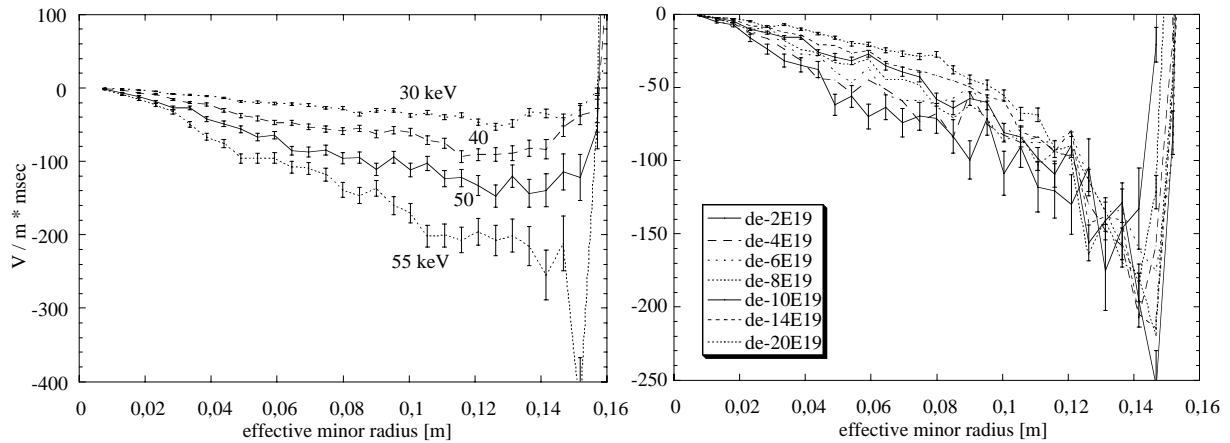 100
0
-100
-200
-300
-400
V / m * msec
30 keV
40
50
55 keV
0 0,02 0,04 0,06 0,08 0,1 0,12 0,14 0,16
effective minor radius [m]
0
-50
-100
-150
-200
-250
de-2E19
de-4E19
de-6E19
de-8E19
de-10E19
de-14E19
de-20E19
0 0,02 0,04 0,06 0,08 0,1 0,12 0,14 0,16
effective minor radius [m]